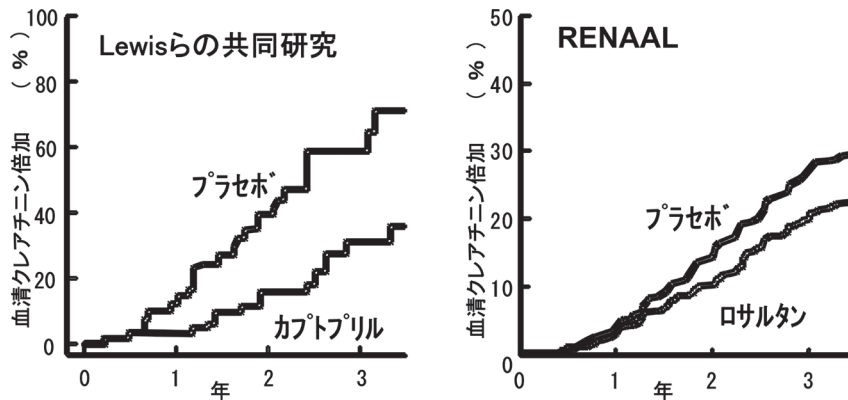 Lewisらの共同研究
血清クレアチニン倍加 (%)
100
80
60
40
20
0
プラセボ
カプトプリル
0 1 2 3
年
RENAAL
血清クレアチニン倍加 (%)
50
40
30
20
10
0
プラセボ
ロサルタン
0 1 2 3
年